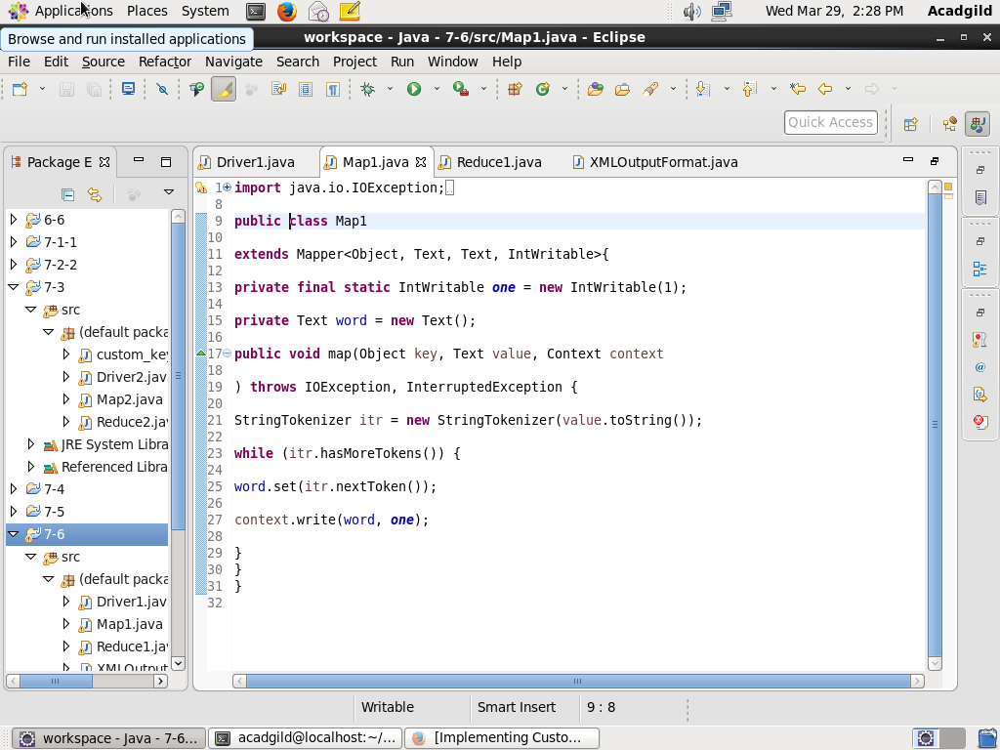 Applications Places System Wed Mar 29, 2:28 PM Acadgild
Browse and run installed applications
workspace - Java - 7-6/src/Map1.java - Eclipse
File Edit Source Refactor Navigate Search Project Run Window Help
Quick Access
Package E
Driver1.java Map1.java Reduce1.java XMLOutputFormat.java
6-6
7-1-1
7-2-2
7-3
src
(default packa
custom_key
Driver2.jav
Map2.java
Reduce2.jav
JRE System Libra
Referenced Libra
7-4
7-5
7-6
src
(default packa
Driver1.jav
Map1.java
Reduce1.jav
XMLOutput
1 import java.io.IOException;
8
9 public class Map1
10
11 extends Mapper<Object, Text, Text, IntWritable>{
12
13 private final static IntWritable one = new IntWritable(1);
14
15 private Text word = new Text();
16
17 public void map(Object key, Text value, Context context
18
19 ) throws IOException, InterruptedException {
20
21 StringTokenizer itr = new StringTokenizer(value.toString());
22
23 while (itr.hasMoreTokens()) {
24
25 word.set(itr.nextToken());
26
27 context.write(word, one);
28
29 }
30 }
31 }
32
Writable Smart Insert 9 : 8
workspace - Java - 7-6... acadgild@localhost:~/... [Implementing Custo...